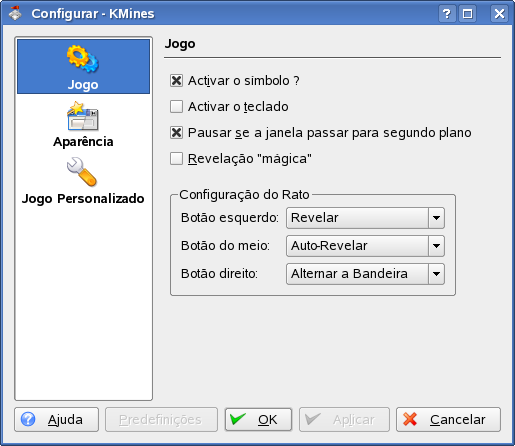 Configurar - KMines
Jogo
Aparência
Jogo Personalizado
Jogo
Activar o símbolo ?
Activar o teclado
Pausar se a janela passar para segundo plano
Revelação "mágica"
Configuração do Rato
Botão esquerdo: Revelar
Botão do meio: Auto-Revelar
Botão direito: Alternar a Bandeira
Ajuda Predefinições OK Aplicar Cancelar